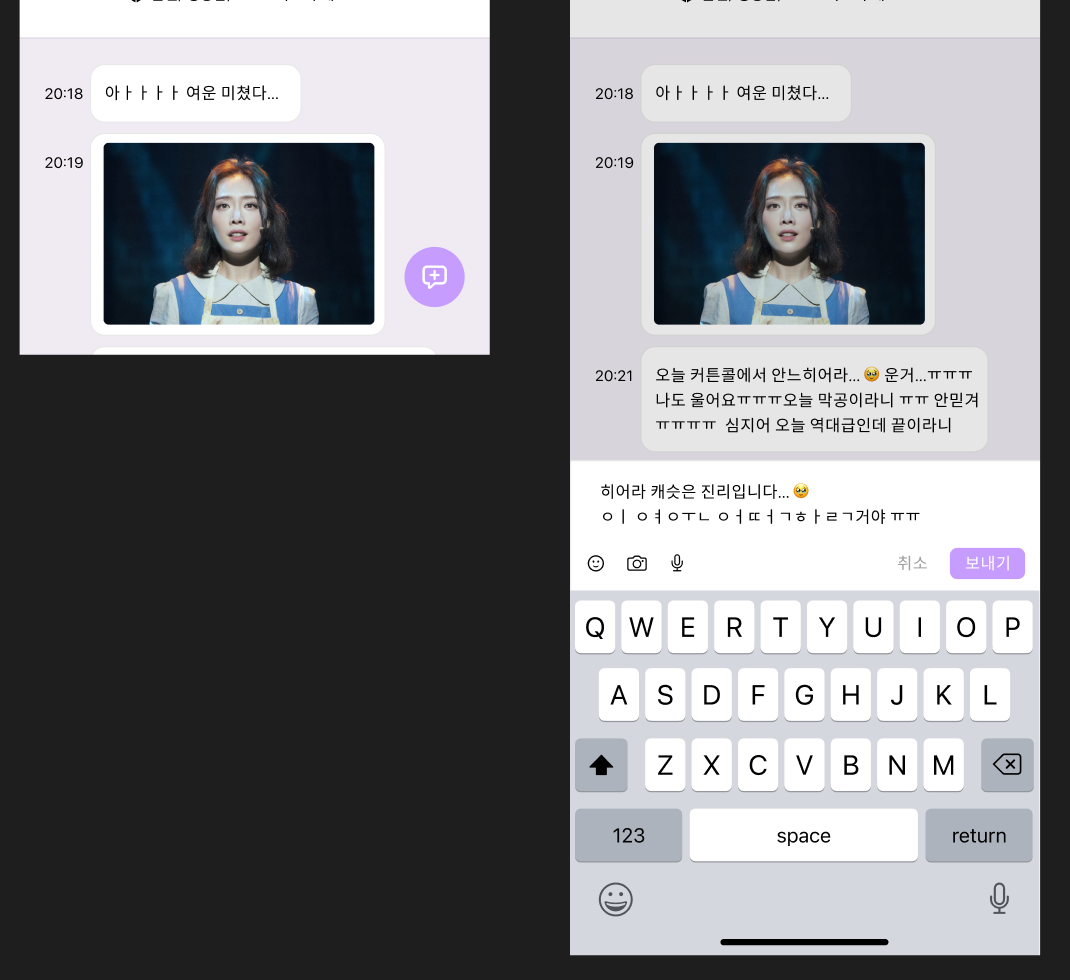 20:18
아ㅏㅏㅏㅏ 여운 미쳤다...
20:19
20:18
아ㅏㅏㅏㅏ 여운 미쳤다...
20:19
20:21
오늘 커튼콜에서 안느히어라... 🥹 운거...ㅠㅠㅠ
나도 울어요ㅠㅠㅠ오늘 막공이라니 ㅠㅠ 안믿겨
ㅠㅠㅠㅠ 심지어 오늘 역대급인데 끝이라니
히어라 캐슷은 진리입니다... 🥹
ㅇㅣ ㅇㅕㅇㅜㄴ ㅇㅓㄸㅓㄱㅎㅏㄹㄱ거야 ㅠㅠ
취소
보내기
Q W E R T Y U I O P
A S D F G H J K L
Z X C V B N M
123
space
return